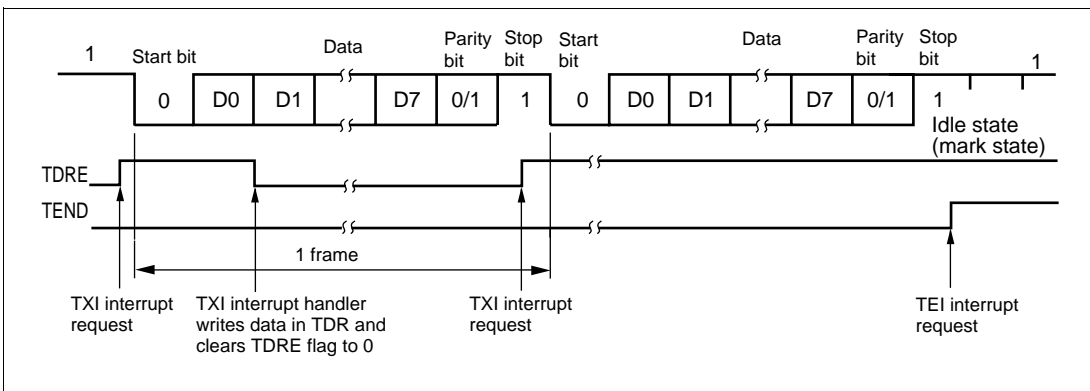 1
Start bit
Data
Parity
bit
Stop
bit
Start
bit
Data
Parity
bit
Stop
bit
1
0 D0 D1 D7 0/1 1 0 D0 D1 D7 0/1 1
Idle state
(mark state)
TDRE
TEND
1 frame
TXI interrupt
request
TXI interrupt handler
writes data in TDR and
clears TDRE flag to 0
TXI interrupt
request
TEI interrupt
request